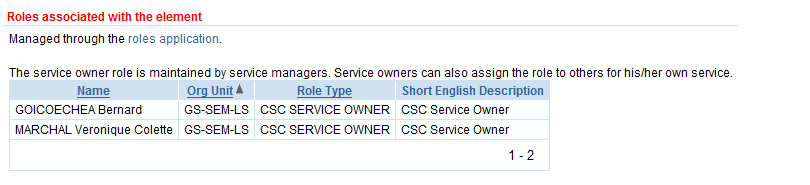 Roles associated with the element
Managed through the roles application.
The service owner role is maintained by service managers. Service owners can also assign the role to others for his/her own service.
Name Org Unit Role Type Short English Description
GOICOECHEA Bernard GS-SEM-LS CSC SERVICE OWNER CSC Service Owner
MARCHAL Veronique Colette GS-SEM-LS CSC SERVICE OWNER CSC Service Owner
1 - 2